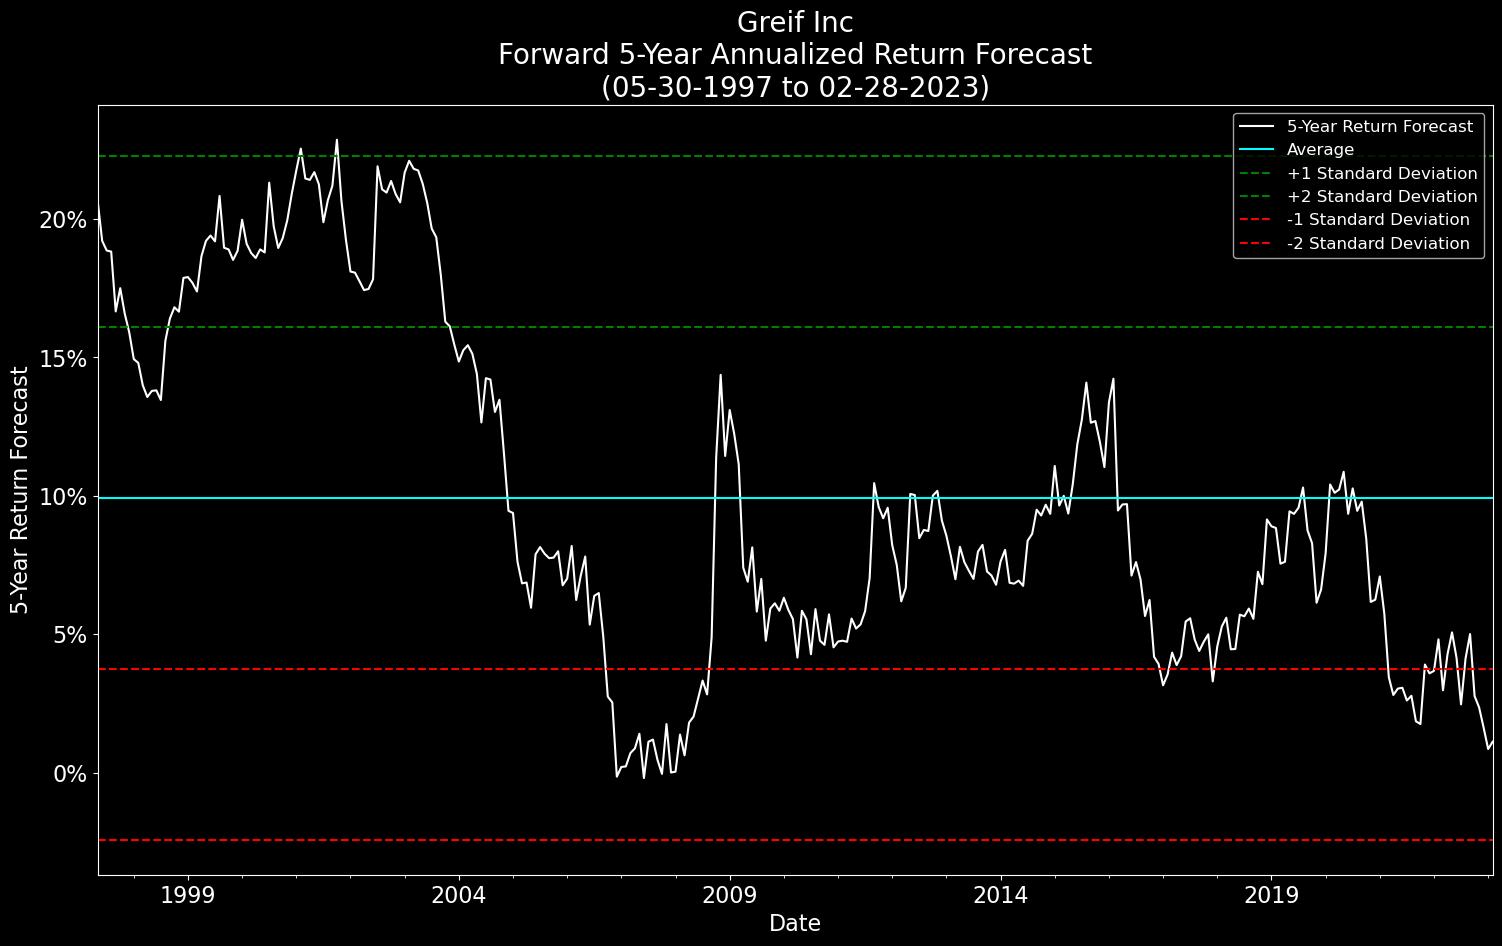 Greif Inc
Forward 5-Year Annualized Return Forecast
(05-30-1997 to 02-28-2023)
5-Year Return Forecast
Average
+1 Standard Deviation
+2 Standard Deviation
-1 Standard Deviation
-2 Standard Deviation
20%
15%
10%
5%
0%
5-Year Return Forecast
1999 2004 2009 2014 2019
Date